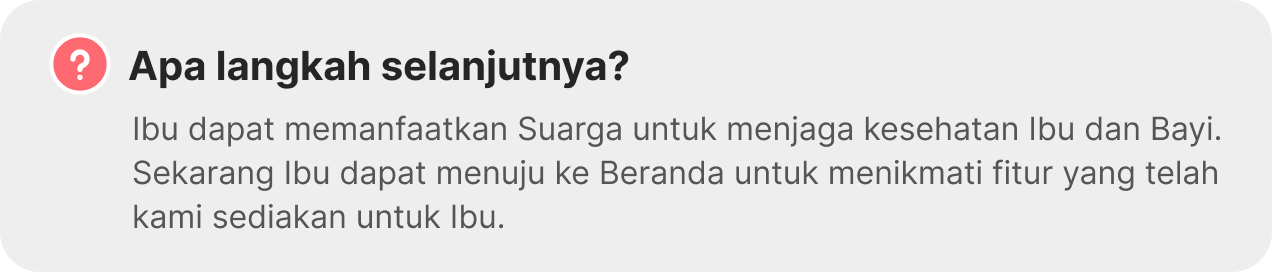 ?
Apa langkah selanjutnya?
Ibu dapat memanfaatkan Suarga untuk menjaga kesehatan Ibu dan Bayi.
Sekarang Ibu dapat menuju ke Beranda untuk menikmati fitur yang telah
kami sediakan untuk Ibu.